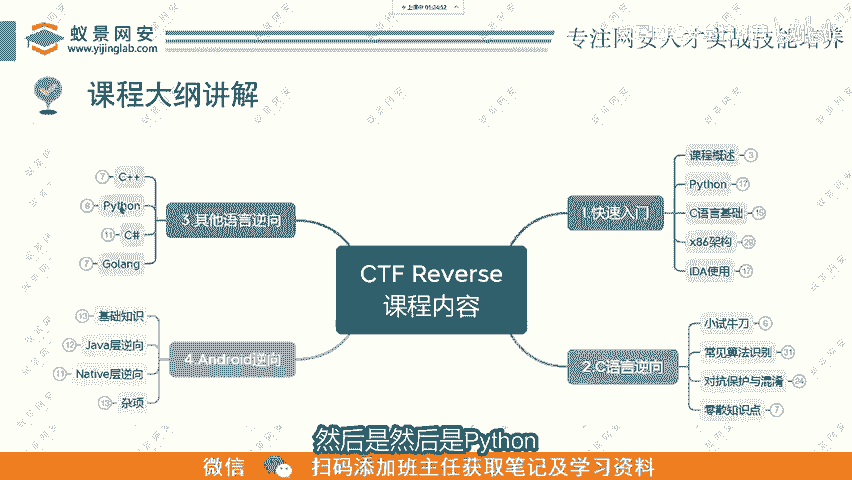 蚁景网安
www.yijinglab.com
专注网安人才实战技能培养
课程大纲讲解
CTF Reverse
课程内容
1.快速入门
课程概述 3
Python 17
C语言基础
x86架构
IDA使用
2.C语言逆向
小试牛刀 6
常见算法识别 31
对抗保护与混淆 24
零散知识点 7
3.其他语言逆向
7 C++
Python
11 C#
7 Golang
4.Android逆向
13 基础知识
12 Java层逆向
11 Native层逆向
13 杂项
然后是然后是Python
微信 扫码添加班主任获取笔记及学习资料